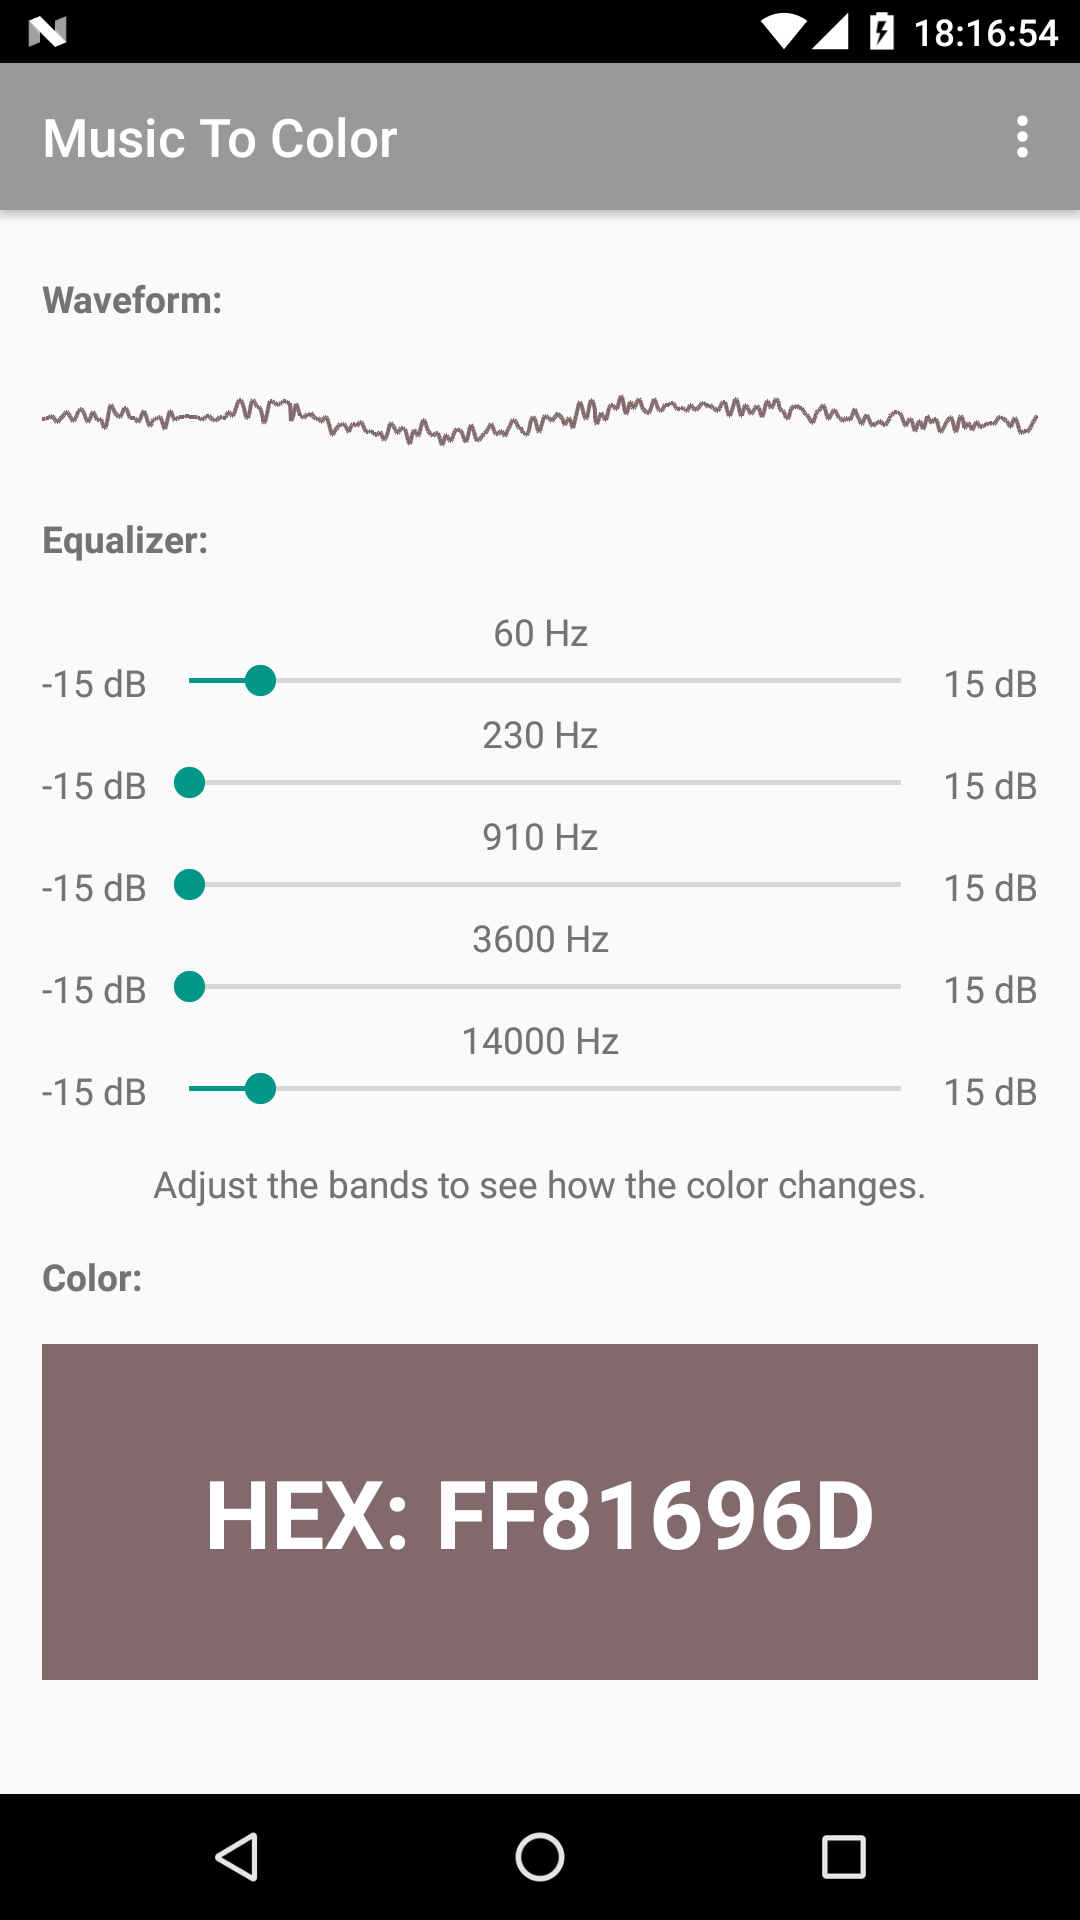 18:16:54
Music To Color
Waveform:
Equalizer:
60 Hz
-15 dB 15 dB
230 Hz
-15 dB 15 dB
910 Hz
-15 dB 15 dB
3600 Hz
-15 dB 15 dB
14000 Hz
-15 dB 15 dB
Adjust the bands to see how the color changes.
Color:
HEX: FF81696D